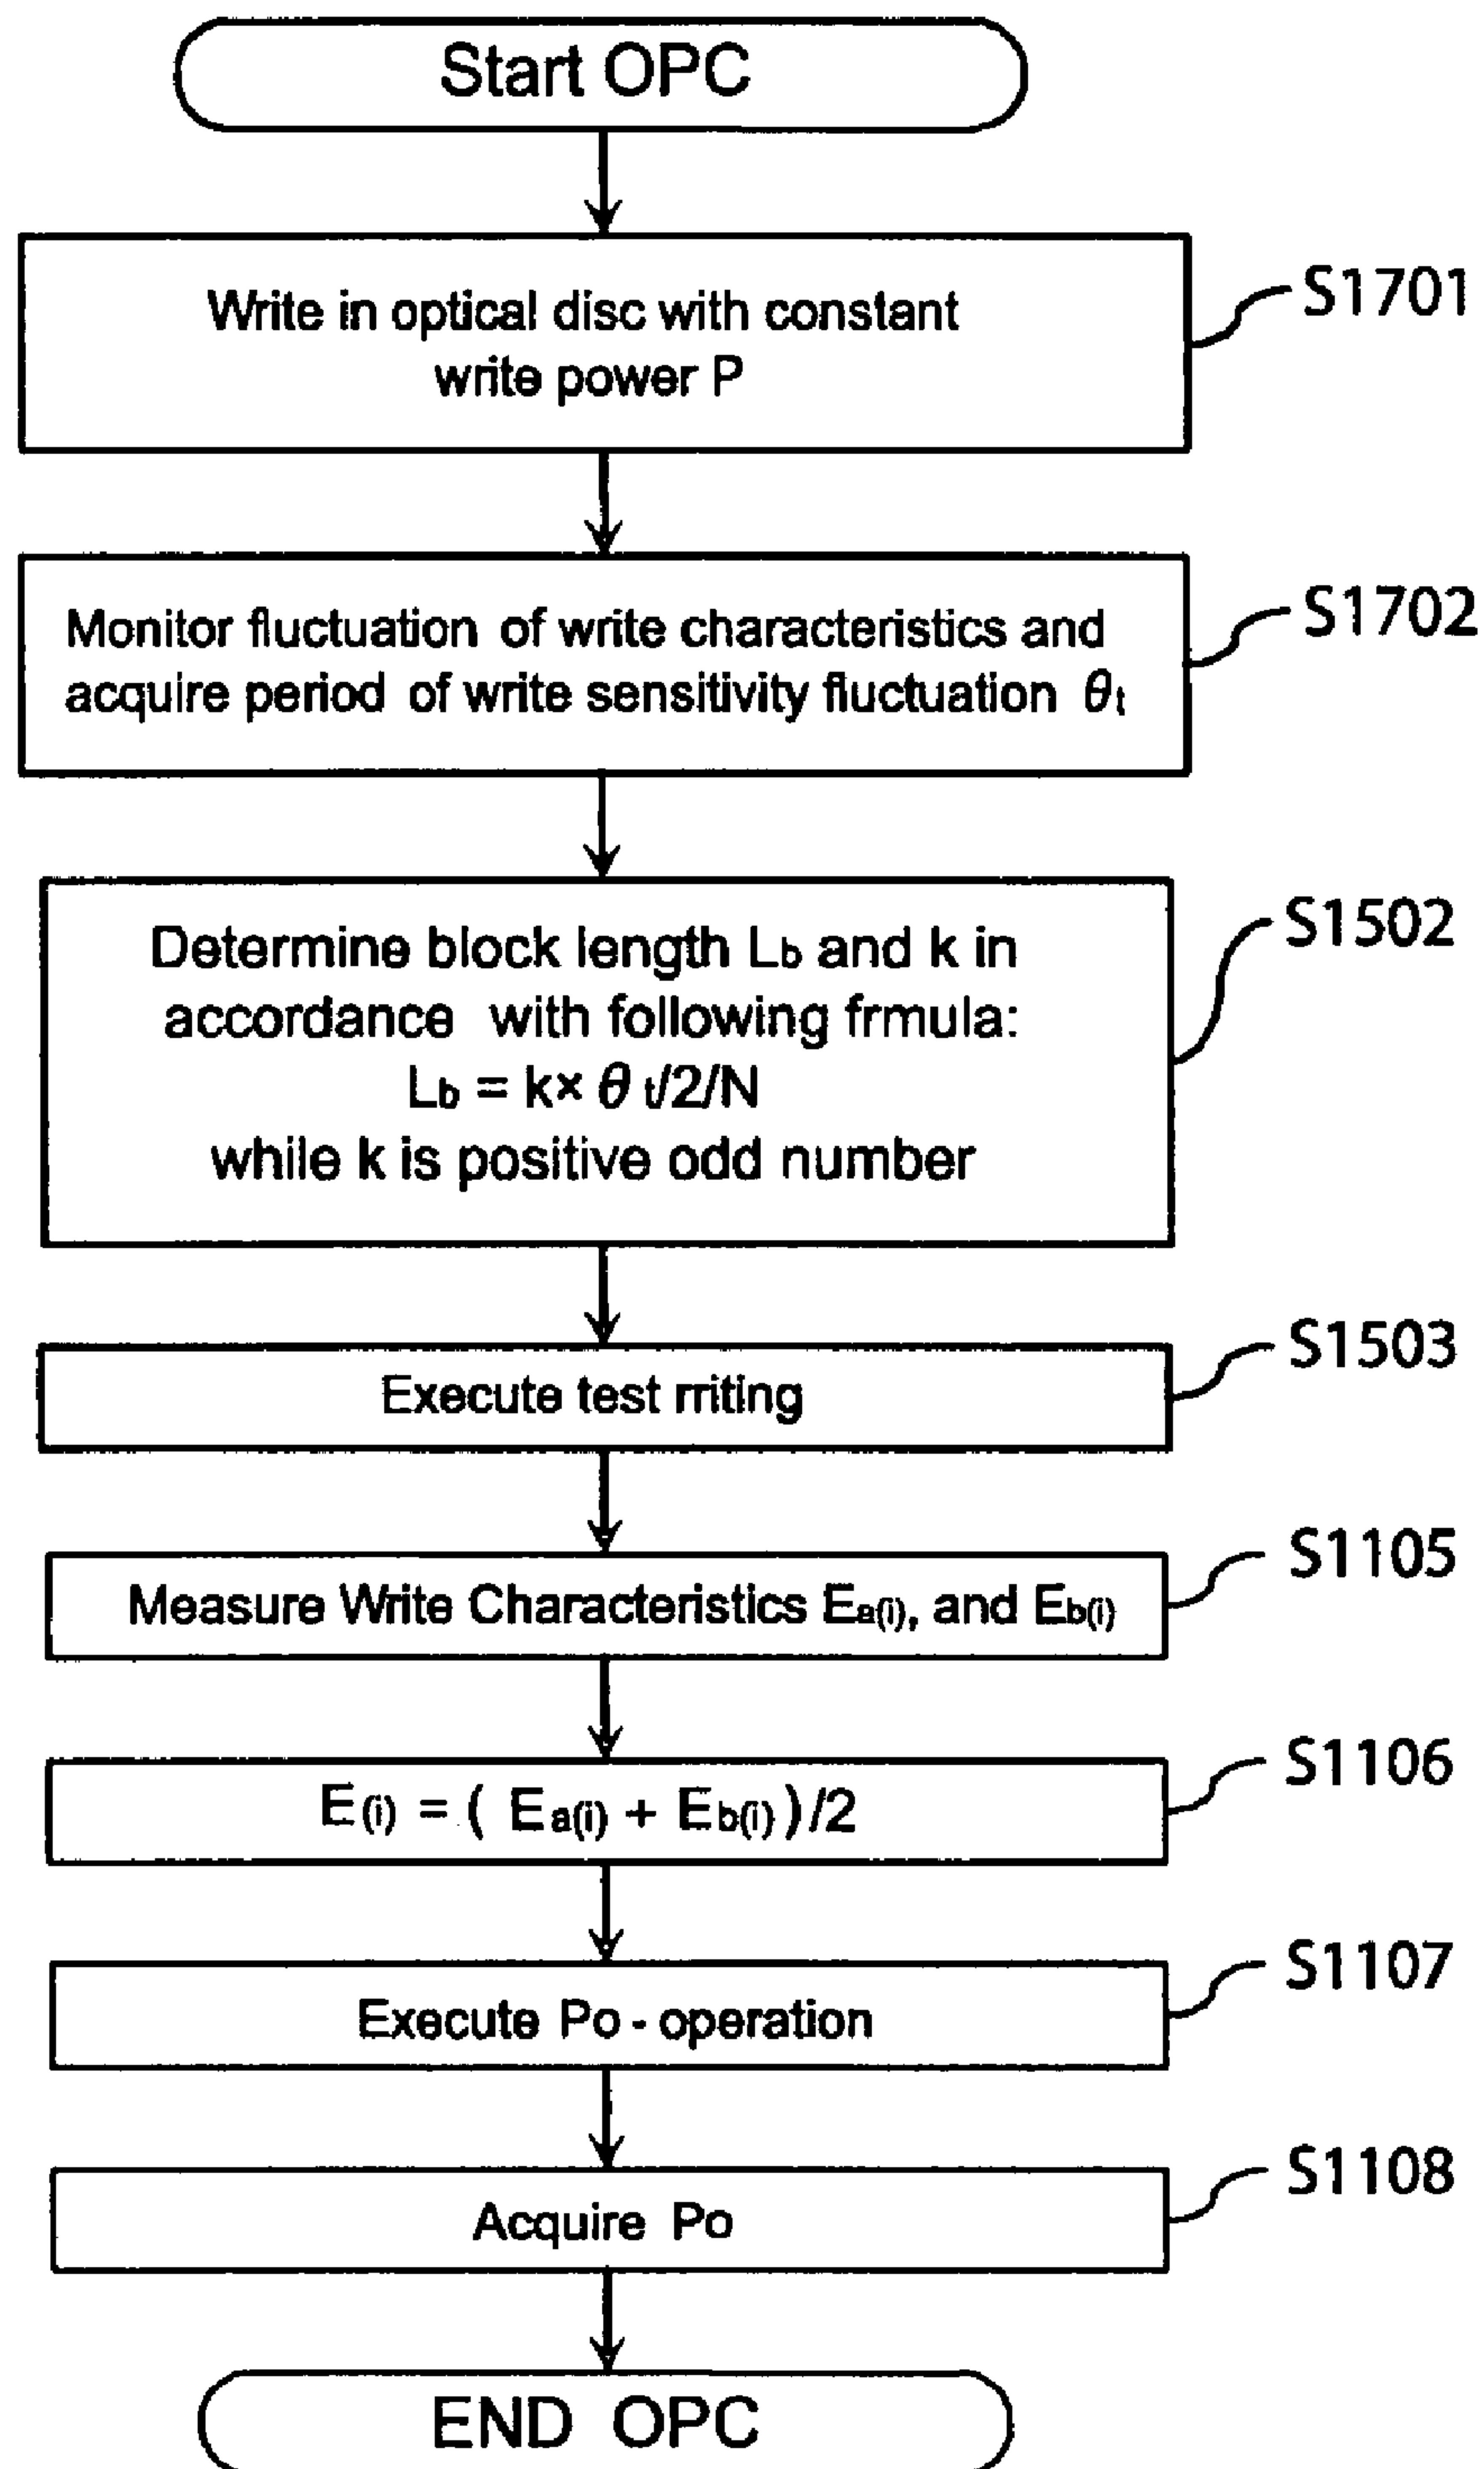 Start OPC
Write in optical disc with constant
write power P
S1701
Monitor fluctuation of write characteristics and
acquire period of write sensitivity fluctuation θt
S1702
Determine block length Lb and k in
accordance with following frmula:
Lb = k× θ t/2/N
while k is positive odd number
S1502
Execute test rriting
S1503
Measure Write Characteristics Ea(i), and Eb(i)
S1105
E(i) = ( Ea(i) + Eb(i))/2
S1106
Execute Po - operation
S1107
Acquire Po
S1108
END OPC